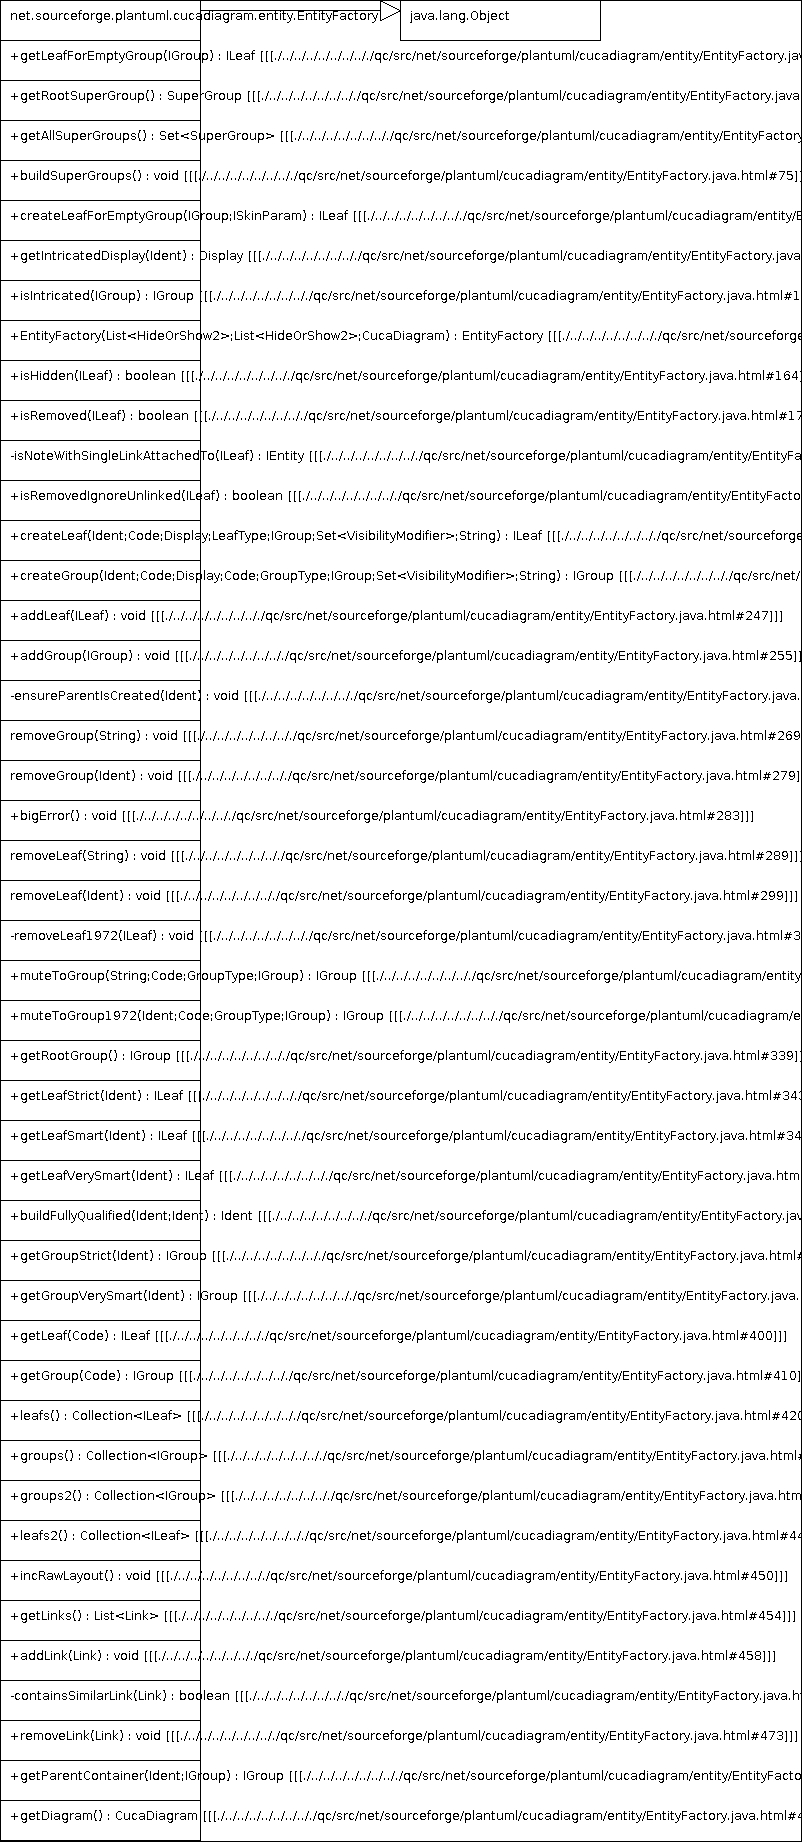 net.sourceforge.plantuml.cucadiagram.entity.EntityFactory
java.lang.Object
+getLeafForEmptyGroup(IGroup) : ILeaf [[[./../../../../../../../../qc/src/net/sourceforge/plantuml/cucadiagram/entity/EntityFactory.jav
+getRootSuperGroup() : SuperGroup [[[./../../../../../../../../qc/src/net/sourceforge/plantuml/cucadiagram/entity/EntityFactory.java
+getAllSuperGroups() : Set<SuperGroup> [[[./../../../../../../../../qc/src/net/sourceforge/plantuml/cucadiagram/entity/EntityFactory
+buildSuperGroups() : void [[[./../../../../../../../../qc/src/net/sourceforge/plantuml/cucadiagram/entity/EntityFactory.java.html#75]]
+createLeafForEmptyGroup(IGroup;ISkinParam) : ILeaf [[[./../../../../../../../../qc/src/net/sourceforge/plantuml/cucadiagram/entity/E
+getIntricatedDisplay(Ident) : Display [[[./../../../../../../../../qc/src/net/sourceforge/plantuml/cucadiagram/entity/EntityFactory.java
+isIntricated(IGroup) : IGroup [[[./../../../../../../../../qc/src/net/sourceforge/plantuml/cucadiagram/entity/EntityFactory.java.html#1
+EntityFactory(List<HideOrShow2>;List<HideOrShow2>;CucaDiagram) : EntityFactory [[[./../../../../../../../../qc/src/net/sourceforge
+isHidden(ILeaf) : boolean [[[./../../../../../../../../qc/src/net/sourceforge/plantuml/cucadiagram/entity/EntityFactory.java.html#164]
+isRemoved(ILeaf) : boolean [[[./../../../../../../../../qc/src/net/sourceforge/plantuml/cucadiagram/entity/EntityFactory.java.html#17
-isNoteWithSingleLinkAttachedTo(ILeaf) : IEntity [[[./../../../../../../../../qc/src/net/sourceforge/plantuml/cucadiagram/entity/EntityFa
+isRemovedIgnoreUnlinked(ILeaf) : boolean [[[./../../../../../../../../qc/src/net/sourceforge/plantuml/cucadiagram/entity/EntityFacto
+createLeaf(Ident;Code;Display;LeafType;IGroup;Set<VisibilityModifier>;String) : ILeaf [[[./../../../../../../../../qc/src/net/sourceforge
+createGroup(Ident;Code;Display;Code;GroupType;IGroup;Set<VisibilityModifier>;String) : IGroup [[[./../../../../../../../../qc/src/net/
+addLeaf(ILeaf) : void [[[./../../../../../../../../qc/src/net/sourceforge/plantuml/cucadiagram/entity/EntityFactory.java.html#247]]]
+addGroup(IGroup) : void [[[./../../../../../../../../qc/src/net/sourceforge/plantuml/cucadiagram/entity/EntityFactory.java.html#255]]
-ensureParentIsCreated(Ident) : void [[[./../../../../../../../../qc/src/net/sourceforge/plantuml/cucadiagram/entity/EntityFactory.java.
removeGroup(String) : void [[[./../../../../../../../../qc/src/net/sourceforge/plantuml/cucadiagram/entity/EntityFactory.java.html#269
removeGroup(Ident) : void [[[./../../../../../../../../qc/src/net/sourceforge/plantuml/cucadiagram/entity/EntityFactory.java.html#279]
+bigError() : void [[[./../../../../../../../../qc/src/net/sourceforge/plantuml/cucadiagram/entity/EntityFactory.java.html#283]]]
removeLeaf(String) : void [[[./../../../../../../../../qc/src/net/sourceforge/plantuml/cucadiagram/entity/EntityFactory.java.html#289]]]
removeLeaf(Ident) : void [[[./../../../../../../../../qc/src/net/sourceforge/plantuml/cucadiagram/entity/EntityFactory.java.html#299]]]
-removeLeaf1972(ILeaf) : void [[[./../../../../../../../../qc/src/net/sourceforge/plantuml/cucadiagram/entity/EntityFactory.java.html#3
+muteToGroup(String;Code;GroupType;IGroup) : IGroup [[[./../../../../../../../../qc/src/net/sourceforge/plantuml/cucadiagram/entity
+muteToGroup1972(Ident;Code;GroupType;IGroup) : IGroup [[[./../../../../../../../../qc/src/net/sourceforge/plantuml/cucadiagram/e
+getRootGroup() : IGroup [[[./../../../../../../../../qc/src/net/sourceforge/plantuml/cucadiagram/entity/EntityFactory.java.html#339]]
+getLeafStrict(Ident) : ILeaf [[[./../../../../../../../../qc/src/net/sourceforge/plantuml/cucadiagram/entity/EntityFactory.java.html#343
+getLeafSmart(Ident) : ILeaf [[[./../../../../../../../../qc/src/net/sourceforge/plantuml/cucadiagram/entity/EntityFactory.java.html#34
+getLeafVerySmart(Ident) : ILeaf [[[./../../../../../../../../qc/src/net/sourceforge/plantuml/cucadiagram/entity/EntityFactory.java.htm
+buildFullyQualified(Ident;Ident) : Ident [[[./../../../../../../../../qc/src/net/sourceforge/plantuml/cucadiagram/entity/EntityFactory.jav
+getGroupStrict(Ident) : IGroup [[[./../../../../../../../../qc/src/net/sourceforge/plantuml/cucadiagram/entity/EntityFactory.java.html#
+getGroupVerySmart(Ident) : IGroup [[[./../../../../../../../../qc/src/net/sourceforge/plantuml/cucadiagram/entity/EntityFactory.java.
+getLeaf(Code) : ILeaf [[[./../../../../../../../../qc/src/net/sourceforge/plantuml/cucadiagram/entity/EntityFactory.java.html#400]]]
+getGroup(Code) : IGroup [[[./../../../../../../../../qc/src/net/sourceforge/plantuml/cucadiagram/entity/EntityFactory.java.html#410]
+leafs() : Collection<ILeaf> [[[./../../../../../../../../qc/src/net/sourceforge/plantuml/cucadiagram/entity/EntityFactory.java.html#420
+groups() : Collection<IGroup> [[[./../../../../../../../../qc/src/net/sourceforge/plantuml/cucadiagram/entity/EntityFactory.java.html#
+groups2() : Collection<IGroup> [[[./../../../../../../../../qc/src/net/sourceforge/plantuml/cucadiagram/entity/EntityFactory.java.htm
+leafs2() : Collection<ILeaf> [[[./../../../../../../../../qc/src/net/sourceforge/plantuml/cucadiagram/entity/EntityFactory.java.html#44
+incRawLayout() : void [[[./../../../../../../../../qc/src/net/sourceforge/plantuml/cucadiagram/entity/EntityFactory.java.html#450]]]
+getLinks() : List<Link> [[[./../../../../../../../../qc/src/net/sourceforge/plantuml/cucadiagram/entity/EntityFactory.java.html#454]]]
+addLink(Link) : void [[[./../../../../../../../../qc/src/net/sourceforge/plantuml/cucadiagram/entity/EntityFactory.java.html#458]]]
-containsSimilarLink(Link) : boolean [[[./../../../../../../../../qc/src/net/sourceforge/plantuml/cucadiagram/entity/EntityFactory.java.h
+removeLink(Link) : void [[[./../../../../../../../../qc/src/net/sourceforge/plantuml/cucadiagram/entity/EntityFactory.java.html#473]]]
+getParentContainer(Ident;IGroup) : IGroup [[[./../../../../../../../../qc/src/net/sourceforge/plantuml/cucadiagram/entity/EntityFacto
+getDiagram() : CucaDiagram [[[./../../../../../../../../qc/src/net/sourceforge/plantuml/cucadiagram/entity/EntityFactory.java.html#4